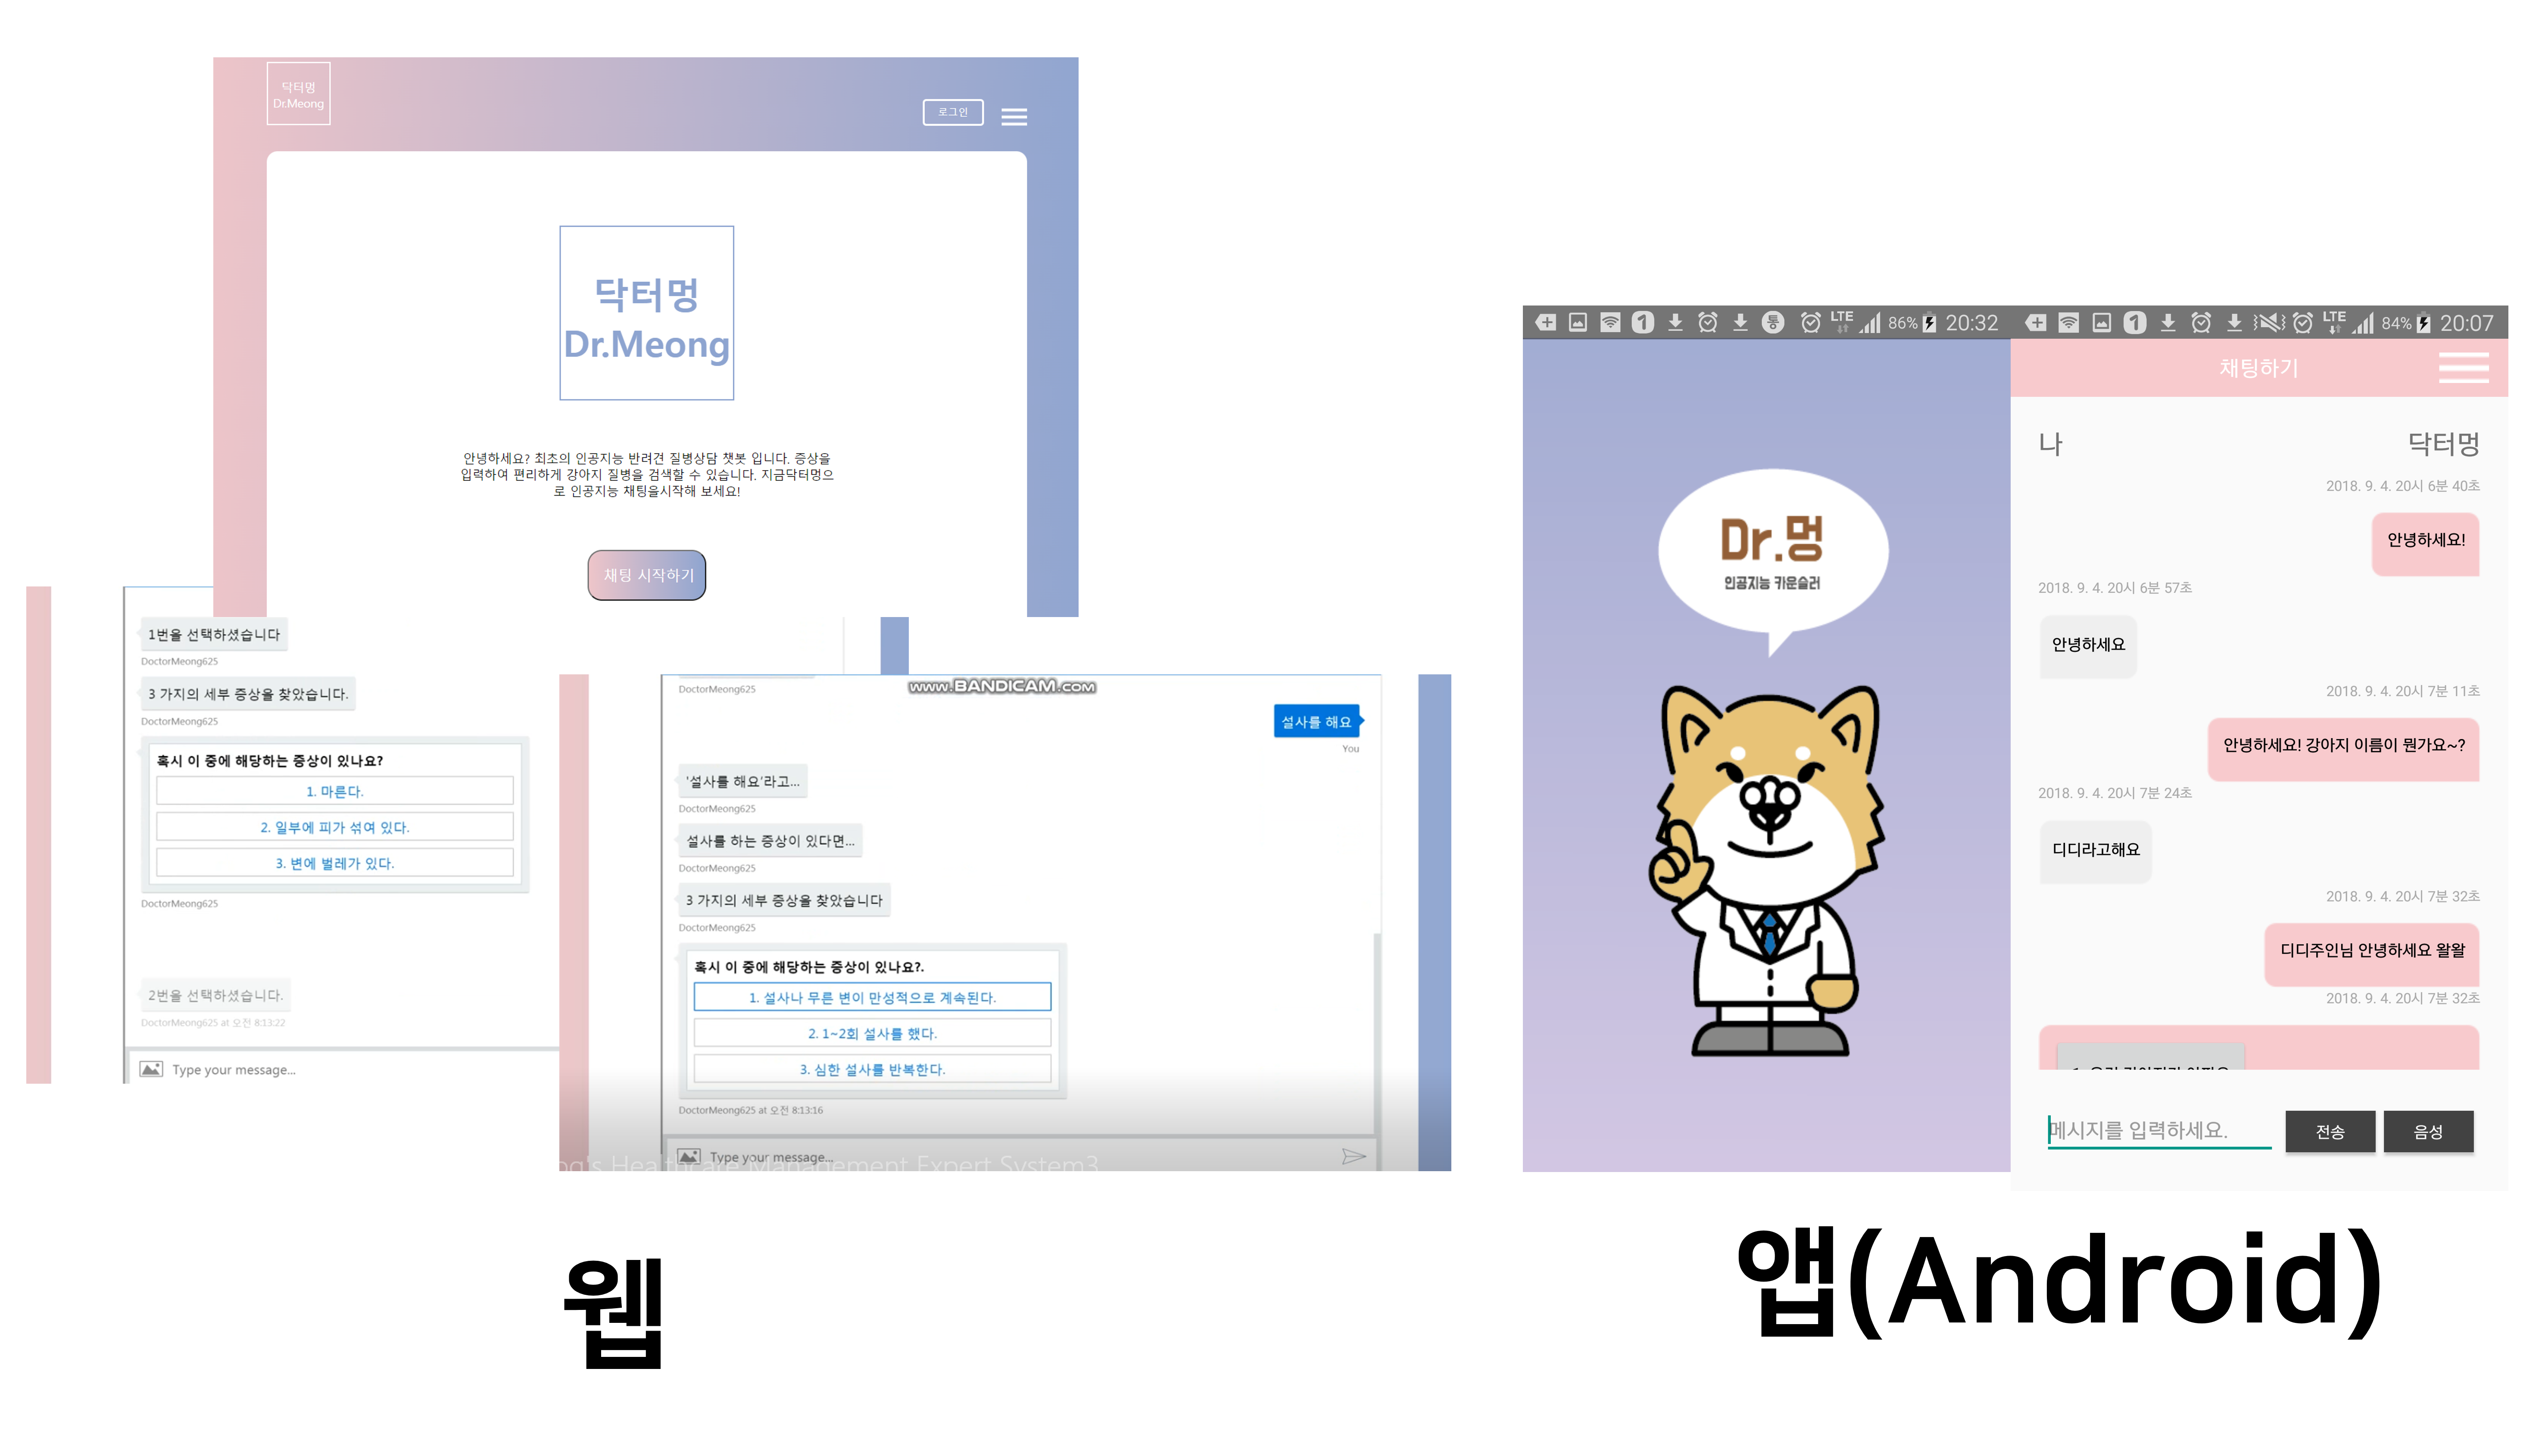 닥터멍
Dr.Meong
로그인
닥터멍
Dr.Meong
안녕하세요? 최초의 인공지능 반려견 질병상담 챗봇 입니다. 증상을
입력하여 편리하게 강아지 질병을 검색할 수 있습니다. 지금닥터멍으
로 인공지능 채팅을시작해 보세요!
채팅 시작하기
1번을 선택하셨습니다
DoctorMeong625
3 가지의 세부 증상을 찾았습니다.
DoctorMeong625
혹시 이 중에 해당하는 증상이 있나요?
1. 마른다.
2. 일부에 피가 섞여 있다.
3. 변에 벌레가 있다.
DoctorMeong625
2번을 선택하셨습니다.
DoctorMeong625 at 오전 8:13:22
Type your message...
DoctorMeong625
www.BANDICAM.com
설사를 해요
You
'설사를 해요'라고...
DoctorMeong625
설사를 하는 증상이 있다면...
DoctorMeong625
3 가지의 세부 증상을 찾았습니다
DoctorMeong625
혹시 이 중에 해당하는 증상이 있나요?.
1. 설사나 무른 변이 만성적으로 계속된다.
2. 1~2회 설사를 했다.
3. 심한 설사를 반복한다.
DoctorMeong625 at 오전 8:13:16
Type your message...
's Healthcare Management Expert System3
웹
1 통 LTE 86% 20:32
Dr.멍
인공지능 카운슬러
1 LTE 84% 20:07
채팅하기
나 닥터멍
2018. 9. 4. 20시 6분 40초
안녕하세요!
2018. 9. 4. 20시 6분 57초
안녕하세요
2018. 9. 4. 20시 7분 11초
안녕하세요! 강아지 이름이 뭔가요~?
2018. 9. 4. 20시 7분 24초
디디라고해요
2018. 9. 4. 20시 7분 32초
디디주인님 안녕하세요 왈왈
2018. 9. 4. 20시 7분 32초
메시지를 입력하세요.
전송
음성
앱(Android)